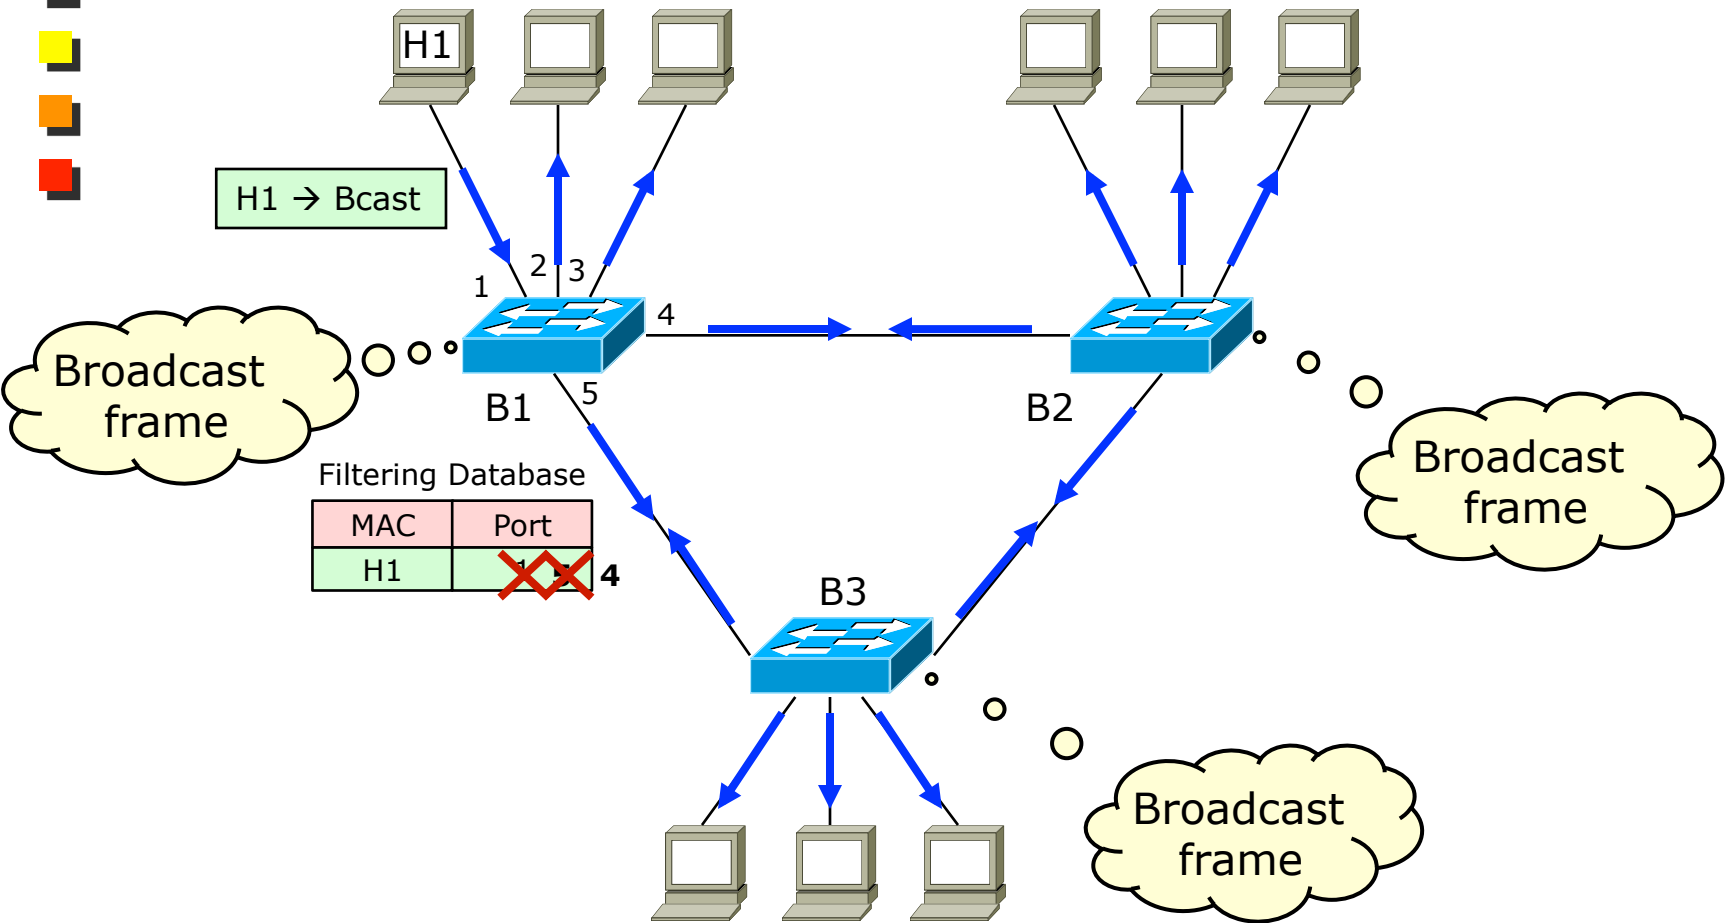 H1
H1 → Bcast
1
2
3
4
5
B1
B2
Broadcast
frame
Broadcast
frame
Filtering Database
MAC Port
H1 4
B3
Broadcast
frame